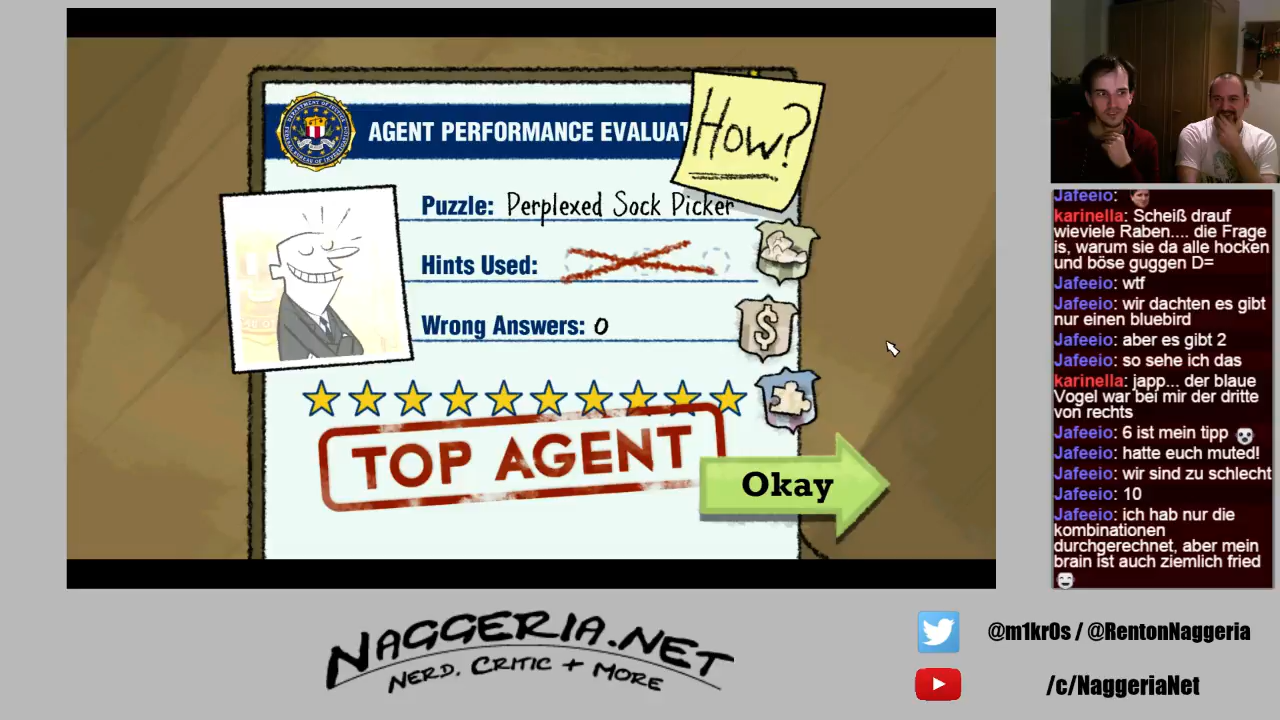 AGENT PERFORMANCE EVALUAT
How?
Puzzle: Perplexed Sock Picker
Hints Used:
Wrong Answers: 0
TOP AGENT
Okay
Jafeeio:
karinella: Scheiß drauf
wieviele Raben.... die Frage
is, warum sie da alle hocken
und böse guggen D=
Jafeeio: wtf
Jafeeio: wir dachten es gibt
nur einen bluebird
Jafeeio: aber es gibt 2
Jafeeio: so sehe ich das
karinella: japp... der blaue
Vogel war bei mir der dritte
von rechts
Jafeeio: 6 ist mein tipp
Jafeeio: hatte euch muted!
Jafeeio: wir sind zu schlecht
Jafeeio: 10
Jafeeio: ich hab nur die
kombinationen
durchgerechnet, aber mein
brain ist auch ziemlich fried
NAGGERIA.NET
NERD, CRITIC + MORE
@m1kr0s / @RentonNaggeria
/c/NaggeriaNet